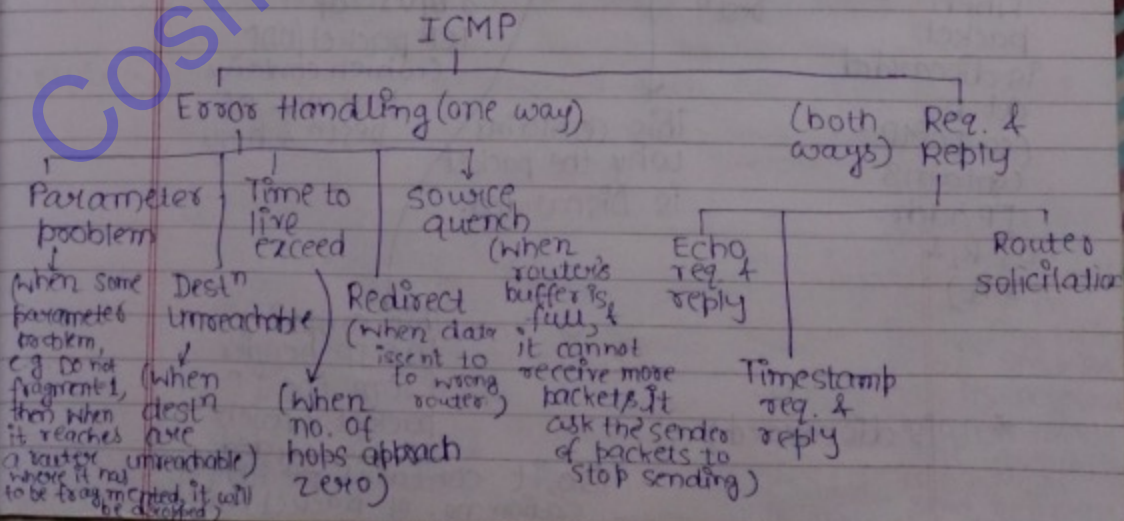 ICMP
Error Handling (one way)
(both ways) Req. & Reply
Parameter
problem
(when some
parameter
problem,
e.g Do not
fragment 1,
then when
it reaches
a router
where it has
to be fragmented, it will
be dropped)
Destn
unreachable
(when
destn
are
unreachable)
Time to
live
exceed
(when
no. of
hops approach
zero)
Redirect
(when data
is sent to
to wrong
router)
Source
quench
(when
router's
buffer is
full, &
it cannot
receive more
packets, it
ask the sender
of packets to
stop sending)
Echo
req. &
reply
Timestamp
req. &
reply
Router
solicilation
Cosm